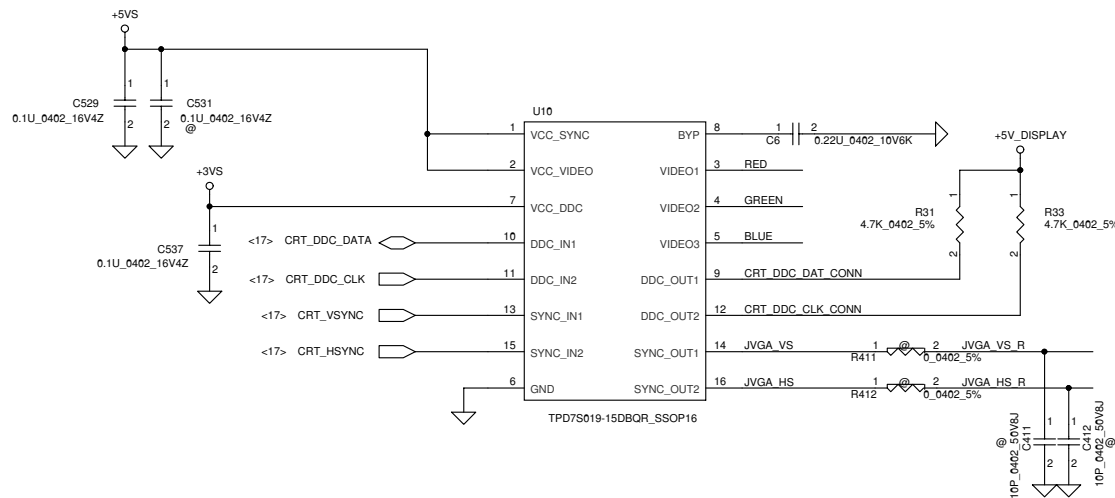 +5VS
1
1
C529
C531
0.1U_0402_16V4Z
0.1U_0402_16V4Z
2
2
@
+3VS
1
C537
0.1U_0402_16V4Z
2
<17> CRT_DDC_DATA
<17> CRT_DDC_CLK
<17> CRT_VSYNC
<17> CRT_HSYNC
U10
1 VCC_SYNC
2 VCC_VIDEO
7 VCC_DDC
10 DDC_IN1
11 DDC_IN2
13 SYNC_IN1
15 SYNC_IN2
6 GND
BYP 8
VIDEO1 3 RED
VIDEO2 4 GREEN
VIDEO3 5 BLUE
DDC_OUT1 9 CRT_DDC_DAT_CONN
DDC_OUT2 12 CRT_DDC_CLK_CONN
SYNC_OUT1 14 JVGA_VS
SYNC_OUT2 16 JVGA_HS
TPD7S019-15DBQR_SSOP16
1 2
C6 0.22U_0402_10V6K
+5V_DISPLAY
1
1
R31
4.7K_0402_5%
R33
4.7K_0402_5%
2
2
1 @ 2 JVGA_VS_R
R411 0_0402_5%
1 @ 2 JVGA_HS_R
R412 0_0402_5%
@
10P_0402_50V8J
C411
1
2
1
2
C412
10P_0402_50V8J
@